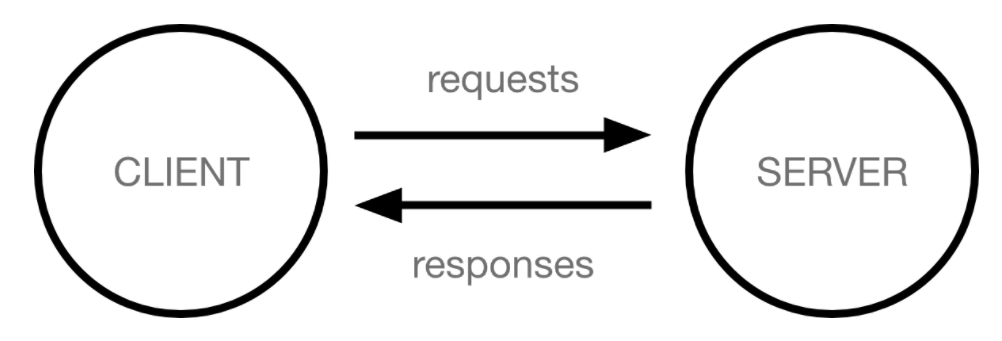 requests
CLIENT
SERVER
responses